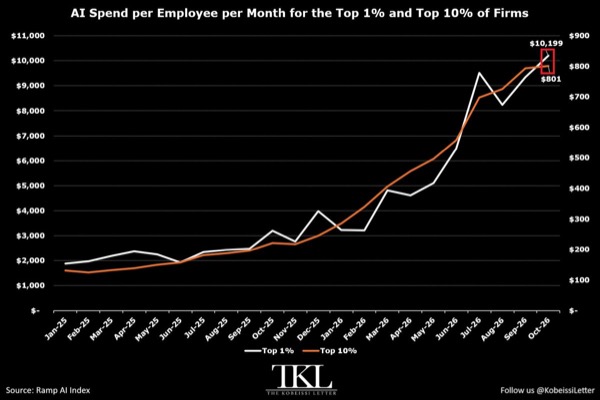 AI Spend per Employee per Month for the Top 1% and Top 10% of Firms
$11,000
$10,000
$9,000
$8,000
$7,000
$6,000
$5,000
$4,000
$3,000
$2,000
$1,000
$-
$900
$800
$700
$600
$500
$400
$300
$200
$100
$-
$10,199
$801
Jan-25
Feb-25
Mar-25
Apr-25
May-25
Jun-25
Jul-25
Aug-25
Sep-25
Oct-25
Nov-25
Dec-25
Jan-26
Feb-26
Mar-26
Apr-26
May-26
Jun-26
Jul-26
Aug-26
Sep-26
Oct-26
Top 1% Top 10%
TKL
THE KOBEISSI LETTER
Source: Ramp AI Index
Follow us @KobeissiLetter